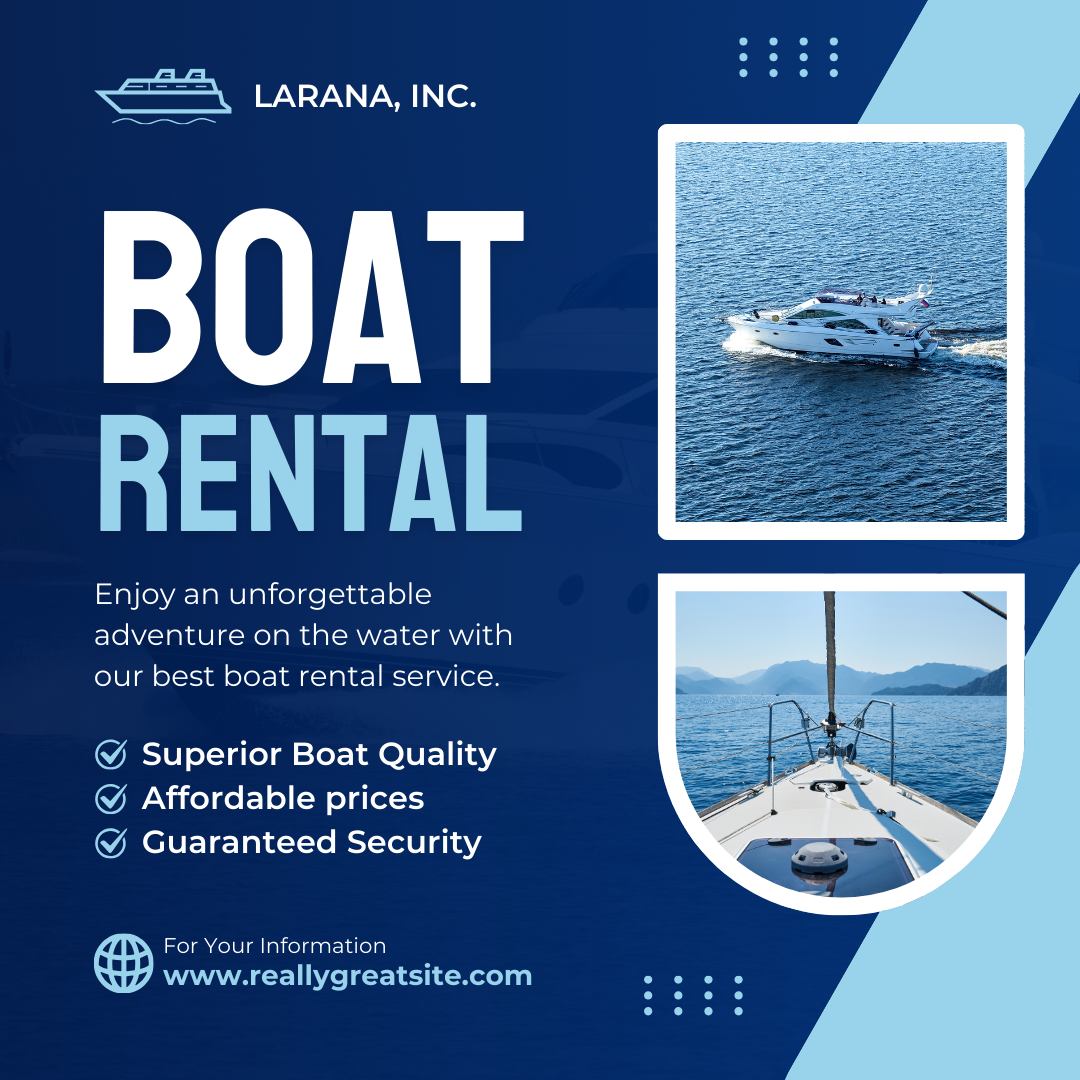 LARANA, INC.
BOAT
RENTAL
Enjoy an unforgettable
adventure on the water with
our best boat rental service.
Superior Boat Quality
Affordable prices
Guaranteed Security
For Your Information
www.reallygreatsite.com